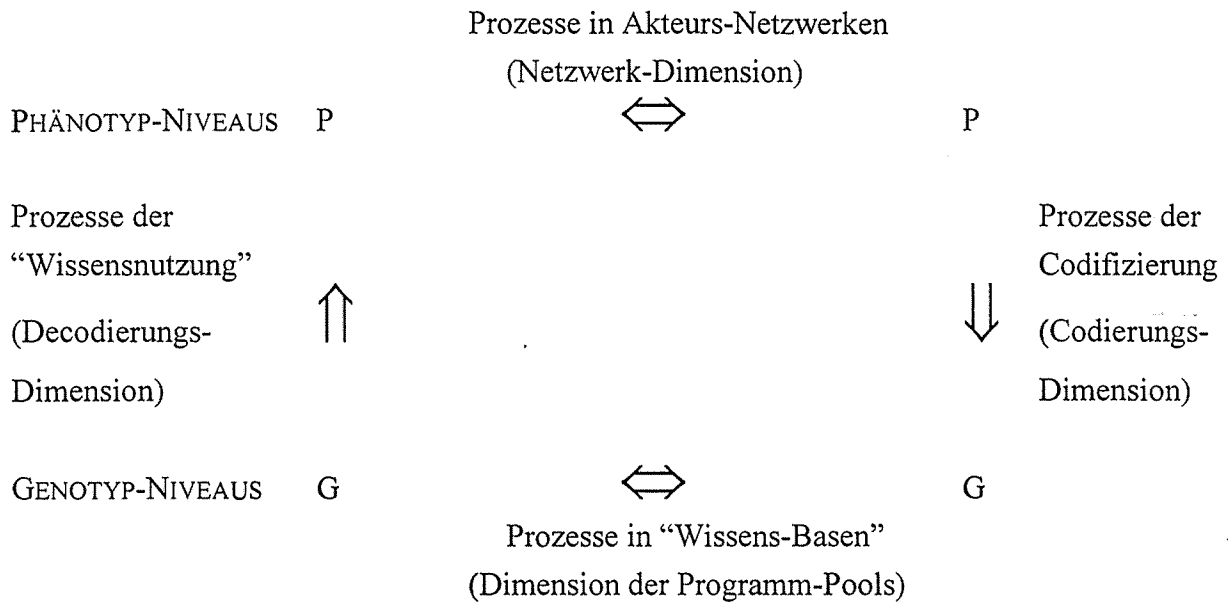 Prozesse in Akteurs-Netzwerken
(Netzwerk-Dimension)
PHÄNOTYP-NIVEAUS P ⇔ P
Prozesse der
“Wissensnutzung”
(Decodierungs-
Dimension)
⇑
⇓
Prozesse der
Codifizierung
(Codierungs-
Dimension)
GENOTYP-NIVEAUS G ⇔ G
Prozesse in “Wissens-Basen”
(Dimension der Programm-Pools)